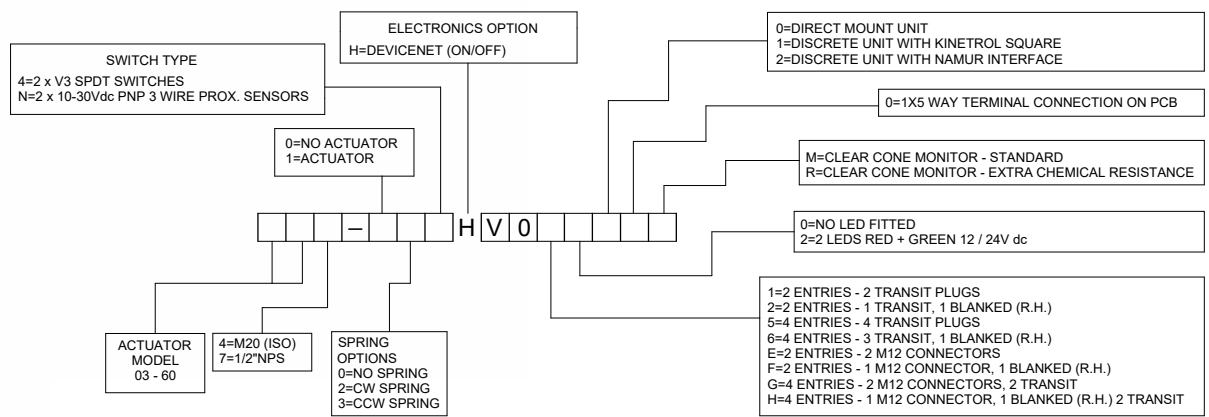 ELECTRONICS OPTION
H=DEVICENET (ON/OFF)
0=DIRECT MOUNT UNIT
1=DISCRETE UNIT WITH KINETROL SQUARE
2=DISCRETE UNIT WITH NAMUR INTERFACE
SWITCH TYPE
4=2 x V3 SPDT SWITCHES
N=2 x 10-30Vdc PNP 3 WIRE PROX. SENSORS
0=1X5 WAY TERMINAL CONNECTION ON PCB
0=NO ACTUATOR
1=ACTUATOR
M=CLEAR CONE MONITOR - STANDARD
R=CLEAR CONE MONITOR - EXTRA CHEMICAL RESISTANCE
– H V 0
0=NO LED FITTED
2=2 LEDS RED + GREEN 12 / 24V dc
ACTUATOR
MODEL
03 - 60
4=M20 (ISO)
7=1/2"NPS
SPRING
OPTIONS
0=NO SPRING
2=CW SPRING
3=CCW SPRING
1=2 ENTRIES - 2 TRANSIT PLUGS
2=2 ENTRIES - 1 TRANSIT, 1 BLANKED (R.H.)
5=4 ENTRIES - 4 TRANSIT PLUGS
6=4 ENTRIES - 3 TRANSIT, 1 BLANKED (R.H.)
E=2 ENTRIES - 2 M12 CONNECTORS
F=2 ENTRIES - 1 M12 CONNECTOR, 1 BLANKED (R.H.)
G=4 ENTRIES - 2 M12 CONNECTORS, 2 TRANSIT
H=4 ENTRIES - 1 M12 CONNECTOR, 1 BLANKED (R.H.) 2 TRANSIT